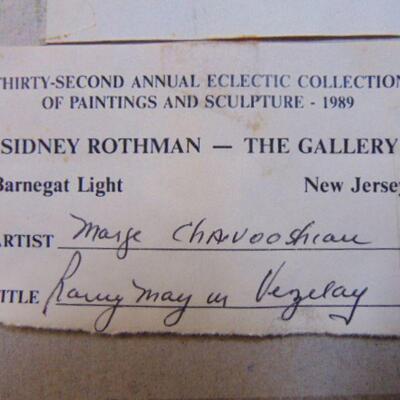 THIRTY-SECOND ANNUAL ECLECTIC COLLECTION
OF PAINTINGS AND SCULPTURE - 1989
SIDNEY ROTHMAN — THE GALLERY
Barnegat Light New Jersey
ARTIST Marge Chavooshian
TITLE Rainy May in Vezelay